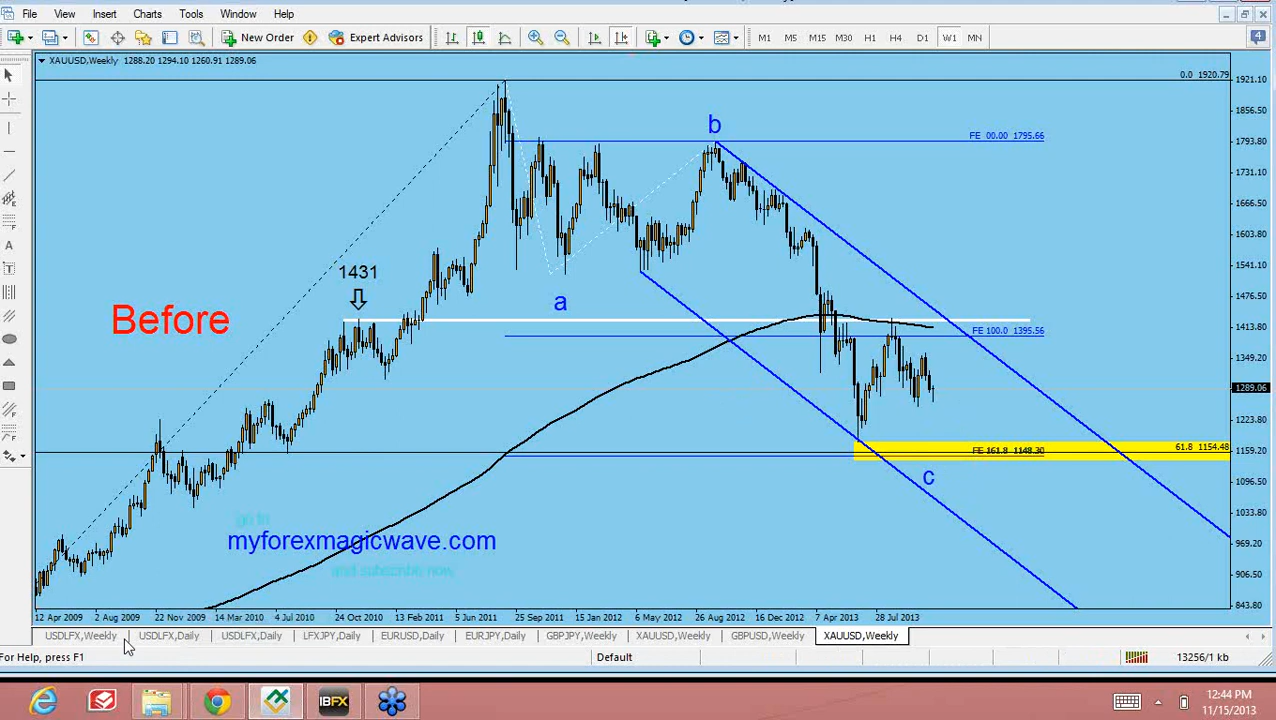 File View Insert Charts Tools Window Help
New Order Expert Advisors M1 M5 M15 M30 H1 H4 D1 W1 MN 4
XAUUSD,Weekly 1288.20 1294.10 1260.91 1289.06
0.0 1920.79
1921.10
1856.50
b
FE 00.00 1795.66
1793.80
1731.10
1666.50
1603.80
1431
1541.10
a
1476.50
Before
FE 100.0 1395.56
1413.80
1349.20
1289.06
1223.80
FE 161.8 1148.30
61.8 1154.48
1159.20
c
1096.50
go to
1033.80
myforexmagicwave.com
969.20
and subscribe now
906.50
843.80
12 Apr 2009 2 Aug 2009 22 Nov 2009 14 Mar 2010 4 Jul 2010 24 Oct 2010 13 Feb 2011 5 Jun 2011 25 Sep 2011 15 Jan 2012 6 May 2012 26 Aug 2012 16 Dec 2012 7 Apr 2013 28 Jul 2013
USDLFX,Weekly USDLFX,Daily USDLFX,Daily LFXJPY,Daily EURUSD,Daily EURJPY,Daily GBPJPY,Weekly XAUUSD,Weekly GBPUSD,Weekly XAUUSD,Weekly
For Help, press F1 Default 13256/1 kb
IBFX
12:44 PM
11/15/2013